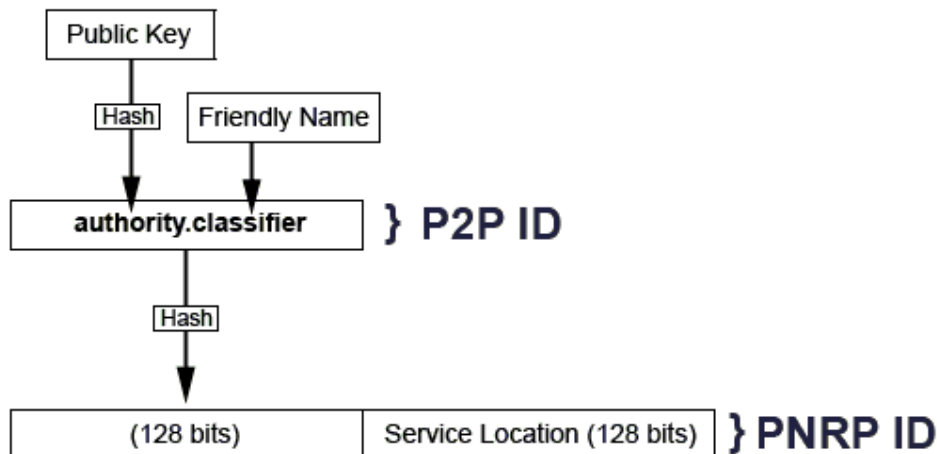 Public Key
Hash
Friendly Name
authority.classifier
} P2P ID
Hash
(128 bits)
Service Location (128 bits)
} PNRP ID